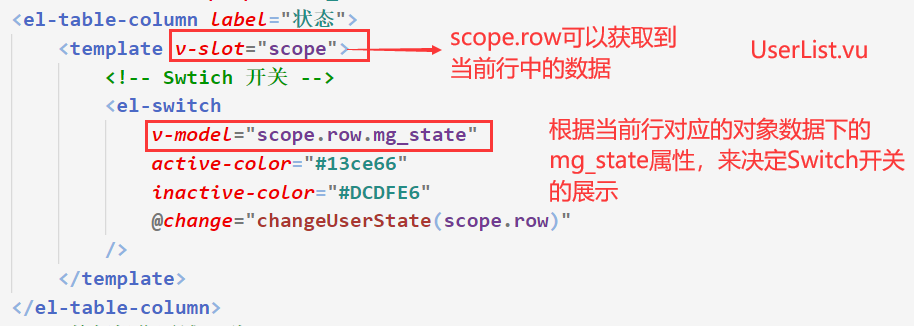 <el-table-column label="状态">
<template v-slot="scope">
scope.row可以获取到
当前行中的数据
UserList.vu
<!-- Swtich 开关 -->
<el-switch
v-model="scope.row.mg_state"
active-color="#13ce66"
inactive-color="#DCDFE6"
@change="changeUserState(scope.row)"
根据当前行对应的对象数据下的
mg_state属性，来决定Switch开关
的展示
/>
</template>
</el-table-column>